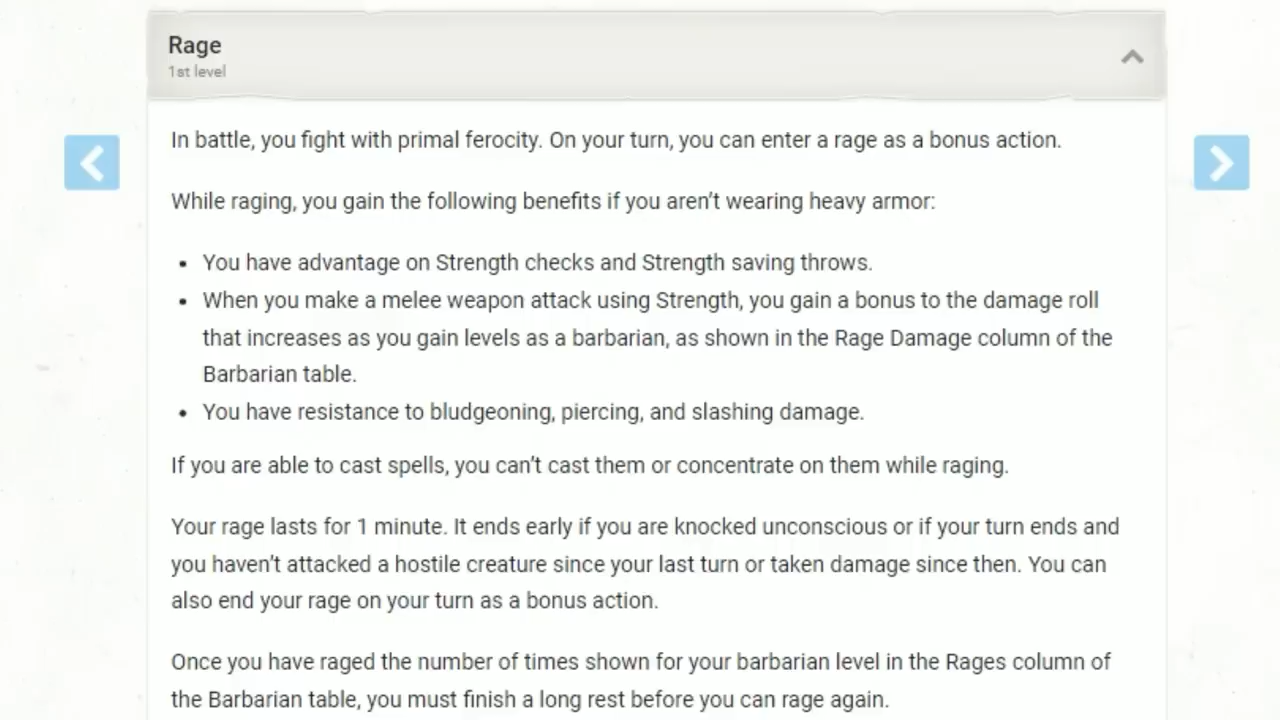 Rage
1st level
In battle, you fight with primal ferocity. On your turn, you can enter a rage as a bonus action.
While raging, you gain the following benefits if you aren’t wearing heavy armor:
• You have advantage on Strength checks and Strength saving throws.
• When you make a melee weapon attack using Strength, you gain a bonus to the damage roll
that increases as you gain levels as a barbarian, as shown in the Rage Damage column of the
Barbarian table.
• You have resistance to bludgeoning, piercing, and slashing damage.
If you are able to cast spells, you can’t cast them or concentrate on them while raging.
Your rage lasts for 1 minute. It ends early if you are knocked unconscious or if your turn ends and
you haven’t attacked a hostile creature since your last turn or taken damage since then. You can
also end your rage on your turn as a bonus action.
Once you have raged the number of times shown for your barbarian level in the Rages column of
the Barbarian table, you must finish a long rest before you can rage again.